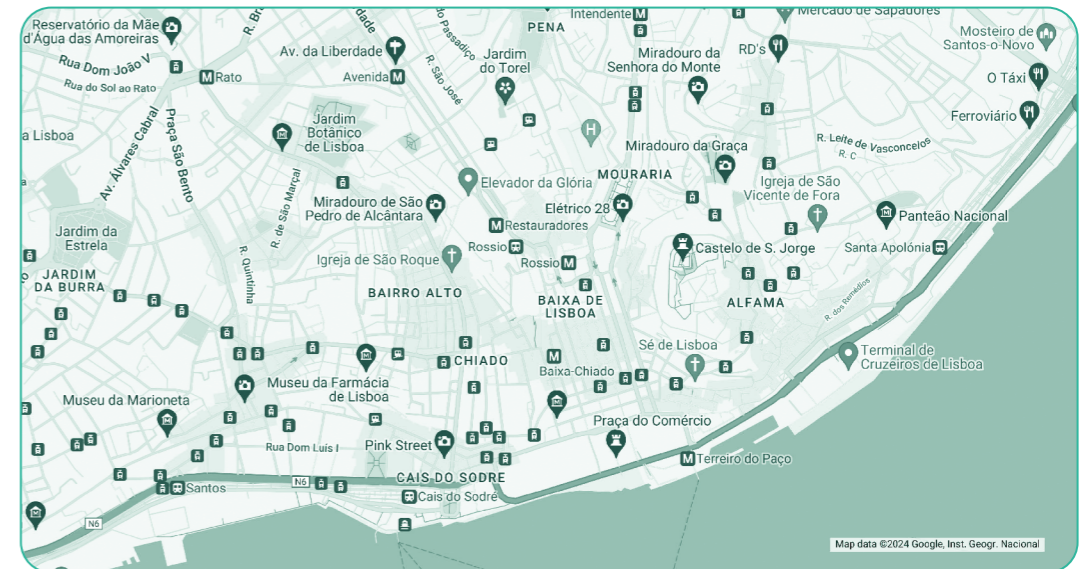 Intendente M
Mercado de Sapadores
Reservatório da Mãe
d'Água das Amoreiras
R. Br
dade
do Passadiço
PENA
Av. da Liberdade
RD's
Mosteiro de
Santos-o-Novo
Rua Dom João V
M Rato
Avenida M
R. São José
Jardim
do Torel
Miradouro da
Senhora do Monte
O Táxi
Rua do Sol ao Rato
Ferroviário
a Lisboa
Av. Álvares Cabral
Praça São Bento
Jardim
Botânico
de Lisboa
H
Miradouro da Graça
R. Leite de Vasconcelos
R. C
Elevador da Glória
MOURARIA
Igreja de São
Vicente de Fora
R. de São Marçal
Miradouro de São
Pedro de Alcântara
Elétrico 28
Panteão Nacional
Jardim da
Estrela
M Restauradores
Rossio
Castelo de S. Jorge
Santa Apolónia
R. Quintinha
Igreja de São Roque
Rossio M
JARDIM
DA BURRA
BAIRRO ALTO
BAIXA DE
LISBOA
ALFAMA
R. dos Remédios
CHIADO
M
Baixa-Chiado
Sé de Lisboa
Terminal de
Cruzeiros de Lisboa
Museu da Farmácia
de Lisboa
Museu da Marioneta
Praça do Comércio
Rua Dom Luís I
Pink Street
M Terreiro do Paço
CAIS DO SODRE
Santos
N6
Cais do Sodré
N6
Map data ©2024 Google, Inst. Geogr. Nacional